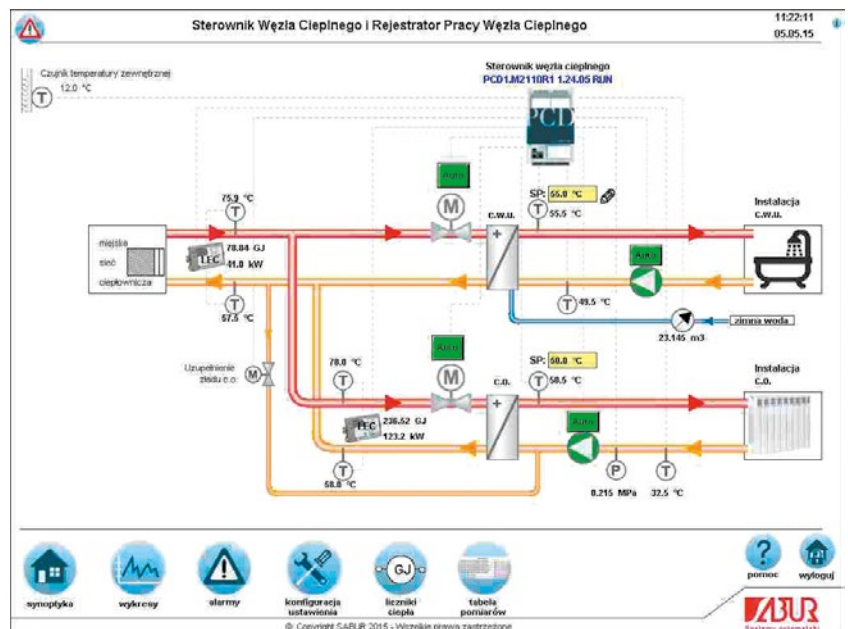 Sterownik Węzła Cieplnego i Rejestrator Pracy Węzła Cieplnego
11:22:11
05.05.15
Czujnik temperatury zewnętrznej
T
12.0 °C
Sterownik węzła cieplnego
PCD1.M2110R1 1.24.05 RUN
PCD
Auto
SP: 55.0 °C
75.9 °C
T
M
c.w.u.
T
55.5 °C
Instalacja
c.w.u.
miejska
sieć
ciepłownicza
LEC
78.84 GJ
41.0 kW
Auto
T
57.5 °C
T
49.5 °C
23.145 m3
zimna woda
Auto
Uzupełnienie
zładu c.o.
M
78.0 °C
T
M
c.o.
SP: 50.0 °C
T
50.5 °C
Instalacja
c.o.
LEC
236.52 GJ
123.2 kW
Auto
T
58.0 °C
P
0.215 MPa
T
32.5 °C
synoptyka
wykresy
alarmy
konfiguracja
ustawienia
GJ
liczniki
ciepła
tabela
pomiarów
pomoc
wyloguj
SABUR
© Copyright SABUR 2015 - Wszelkie prawa zastrzeżone